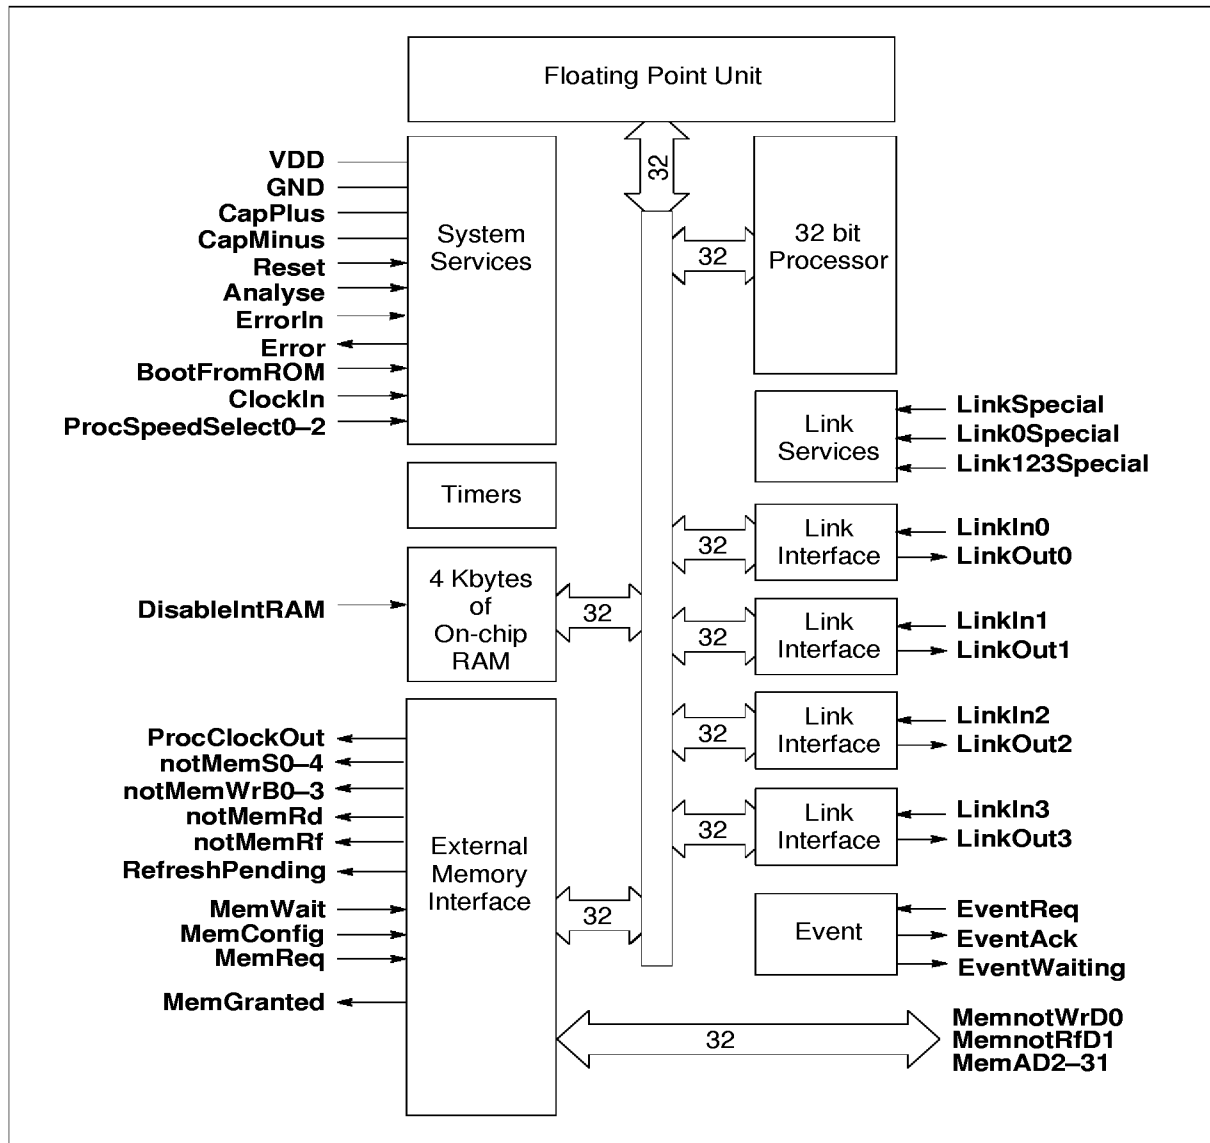 Floating Point Unit
32
VDD
GND
CapPlus
CapMinus
Reset
Analyse
ErrorIn
Error
BootFromROM
ClockIn
ProcSpeedSelect0–2
System
Services
32
32 bit
Processor
Link
Services
LinkSpecial
Link0Special
Link123Special
Timers
32
Link
Interface
LinkIn0
LinkOut0
DisableIntRAM
4 Kbytes
of
On-chip
RAM
32
32
Link
Interface
LinkIn1
LinkOut1
32
Link
Interface
LinkIn2
LinkOut2
32
Link
Interface
LinkIn3
LinkOut3
ProcClockOut
notMemS0–4
notMemWrB0–3
notMemRd
notMemRf
RefreshPending
MemWait
MemConfig
MemReq
MemGranted
External
Memory
Interface
32
Event
EventReq
EventAck
EventWaiting
32
MemnotWrD0
MemnotRfD1
MemAD2–31